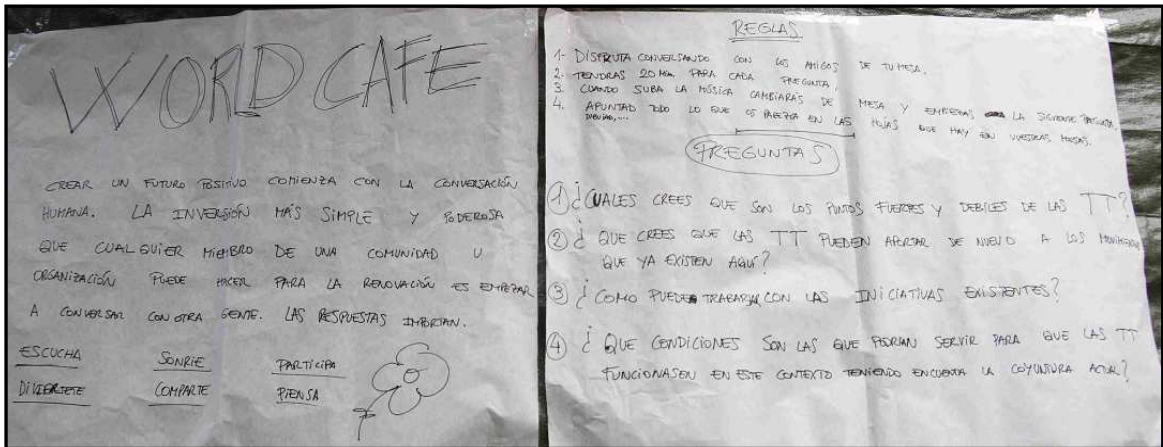 WORD CAFE
CREAR UN FUTURO POSITIVO COMIENZA CON LA CONVERSACIÓN
HUMANA. LA INVERSIÓN MÁS SIMPLE Y PODEROSA
QUE CUALQUIER MIEMBRO DE UNA COMUNIDAD U
ORGANIZACIÓN PUEDE HACER PARA LA RENOVACIÓN ES EMPEZAR
A CONVERSAR CON OTRA GENTE. LAS RESPUESTAS IMPORTAN.
ESCUCHA SONRIE PARTICIPA
DIVIERTETE COMPARTE PIENSA
REGLAS
1- DISFRUTA CONVERSANDO CON LOS AMIGOS DE TU MESA.
2- TENDRAS 20 Min PARA CADA PREGUNTA.
3. CUANDO SUBA LA MÚSICA CAMBIARÁS DE MESA Y EMPIEZAS LA SIGUIENTE PREGUNTA.
4. APUNTAD TODO LO QUE OS PAREZCA EN LAS HOJAS QUE HAY EN VUESTRAS MESAS.
DIBUJAD,....
PREGUNTAS
1 ¿CUALES CREES QUE SON LOS PUNTOS FUERTES Y DEBILES DE LAS TT?
2 ¿QUE CREES QUE LAS TT PUEDEN APORTAR DE NUEVO A LOS
QUE YA EXISTEN AQUÍ?
3 ¿COMO PUEDEN TRABAJAR CON LAS INICIATIVAS EXISTENTES?
4 ¿QUE CONDICIONES SON LAS QUE PODRIAN SERVIR PARA QUE LAS TT
FUNCIONASEN EN ESTE CONTEXTO TENIENDO ENCUENTA LA COYUNTURA ACTUAL?